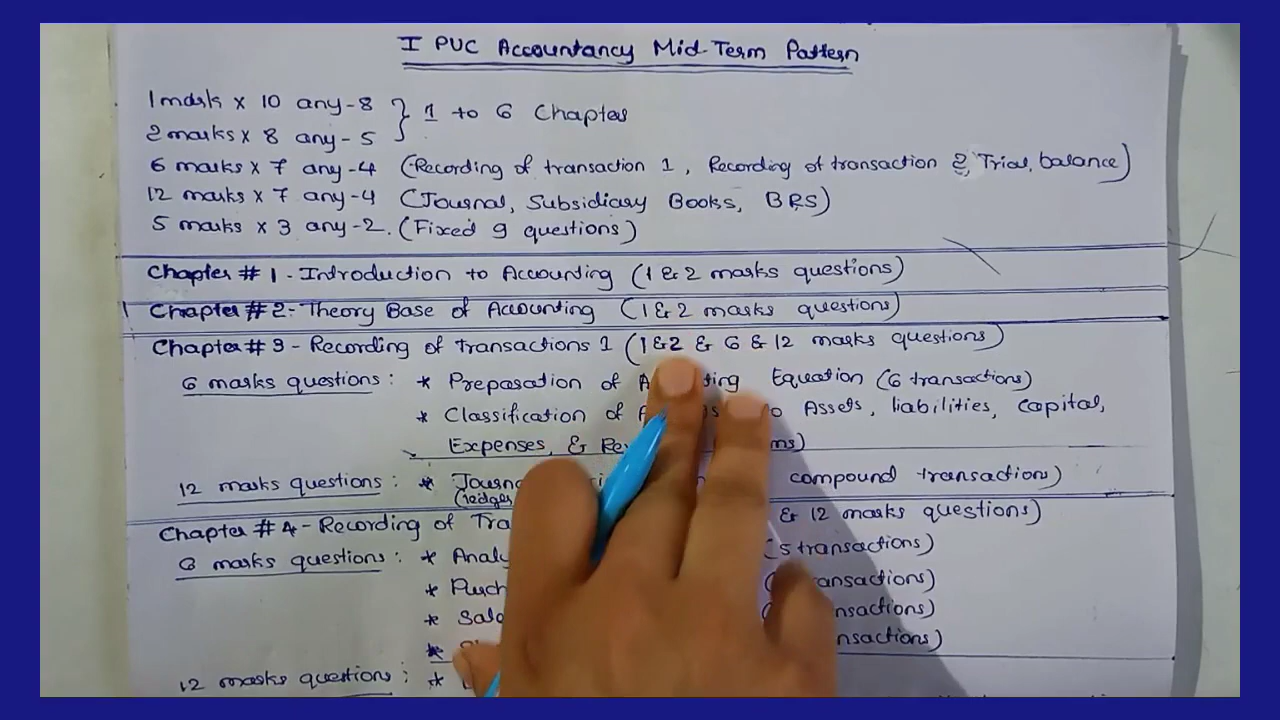 I PUC Accountancy Mid-Term Pattern
1 mark x 10 any-8 } 1 to 6 Chapter
2 marks x 8 any-5
6 marks x 7 any-4 (Recording of transaction 1, Recording of transaction 2, Trial balance)
12 marks x 7 any-4 (Journal, Subsidiary Books, BRS)
5 marks x 3 any-2. (Fixed 9 questions)
Chapter # 1 - Introduction to Accounting (1 & 2 marks questions)
Chapter # 2 - Theory Base of Accounting (1 & 2 marks questions)
Chapter # 3 - Recording of transactions 1 (1 & 2 & 6 & 12 marks questions)
6 marks questions : * Preparation of Equation (6 transactions)
* Classification of Assets, liabilities, Capital,
Expenses, &
12 marks questions : * compound transactions)
(ledger
Chapter # 4 - Recording of & 12 marks questions)
6 marks questions : * (5 transactions)
*
*
*
12 marks questions : *